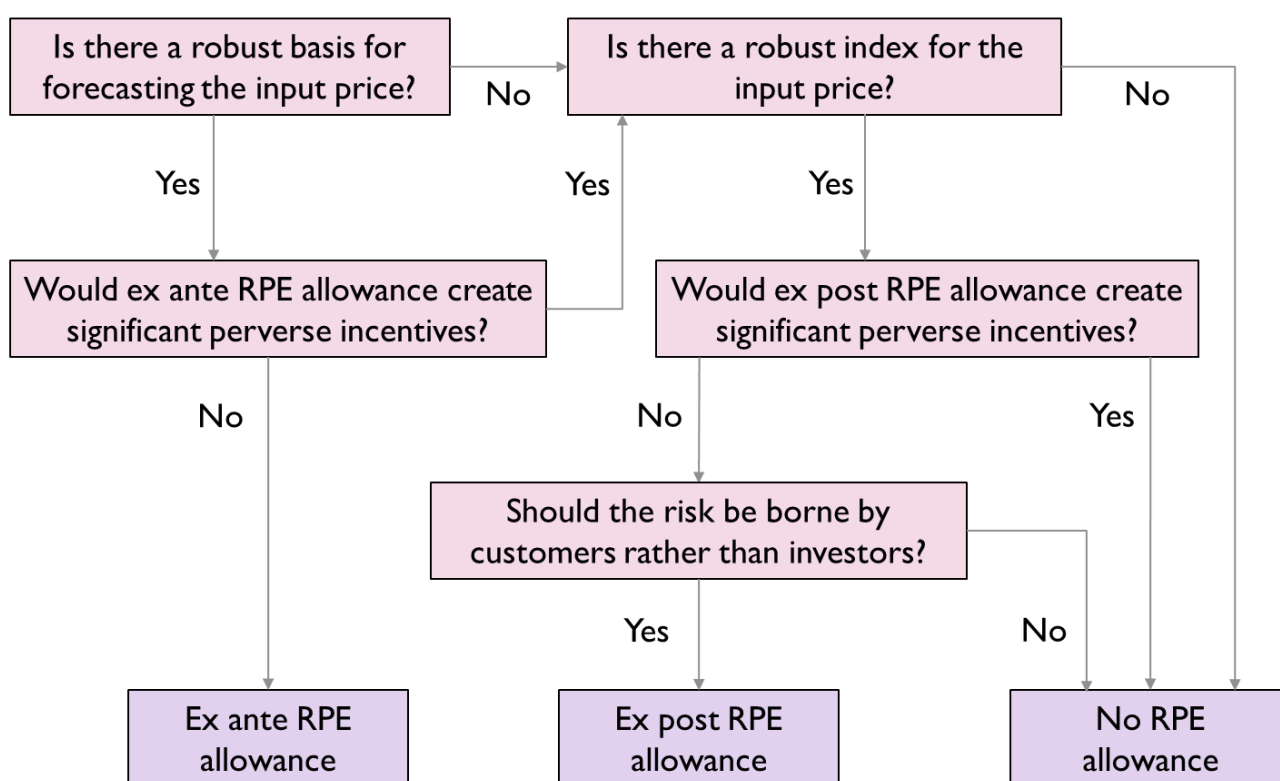 Is there a robust basis for
forecasting the input price?
No
Is there a robust index for the
input price?
No
Yes
Yes
Yes
Would ex ante RPE allowance create
significant perverse incentives?
Would ex post RPE allowance create
significant perverse incentives?
No
No
Yes
Should the risk be borne by
customers rather than investors?
Yes
No
Ex ante RPE
allowance
Ex post RPE
allowance
No RPE
allowance